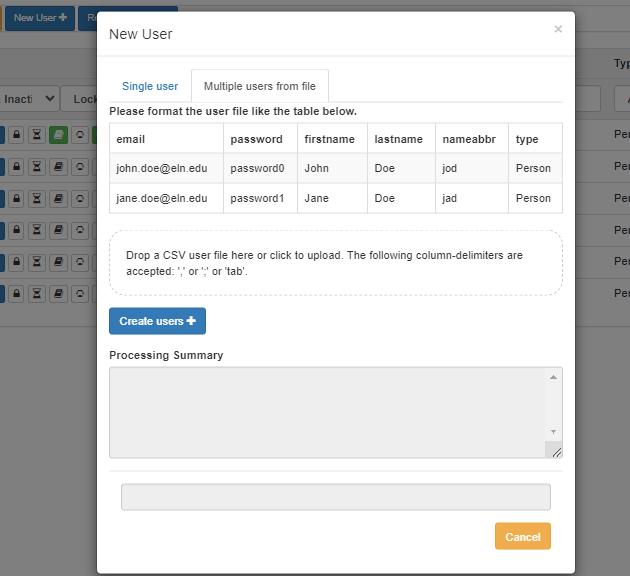 New User +
New User
×
Typ
Single user
Multiple users from file
Inacti
Lock
Please format the user file like the table below.
email password firstname lastname nameabbr type
john.doe@eln.edu password0 John Doe jod Person
jane.doe@eln.edu password1 Jane Doe jad Person
Per
Per
Per
Per
Per
Per
Drop a CSV user file here or click to upload. The following column-delimiters are
accepted: ',' or ';' or 'tab'.
Create users +
Processing Summary
Cancel